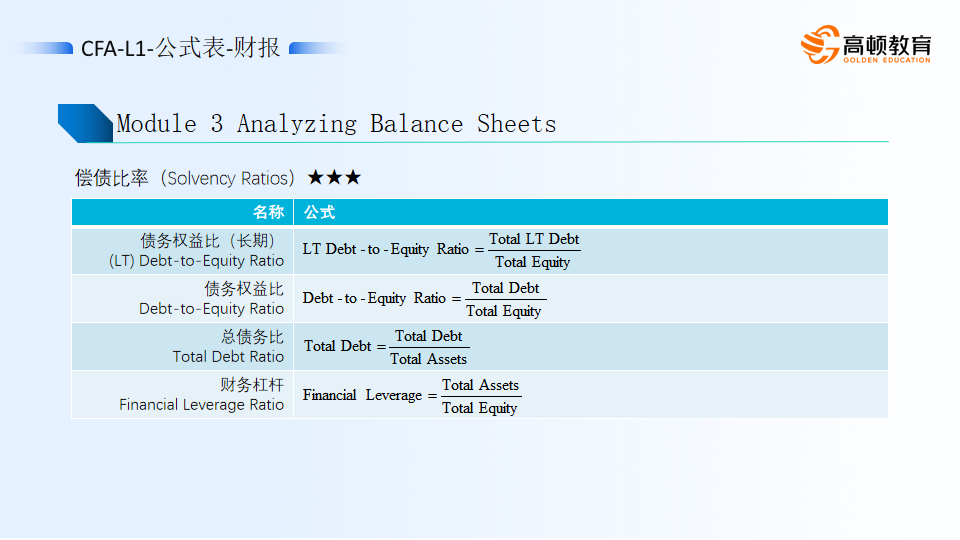 CFA-L1-公式表-财报
高顿教育
GOLDEN EDUCATION
Module 3 Analyzing Balance Sheets
偿债比率（Solvency Ratios）★★★
名称 公式
债务权益比（长期）
(LT) Debt-to-Equity Ratio
LT Debt - to - Equity Ratio = Total LT Debt
Total Equity
债务权益比
Debt-to-Equity Ratio
Debt - to - Equity Ratio = Total Debt
Total Equity
总债务比
Total Debt Ratio
Total Debt = Total Debt
Total Assets
财务杠杆
Financial Leverage Ratio
Financial Leverage = Total Assets
Total Equity